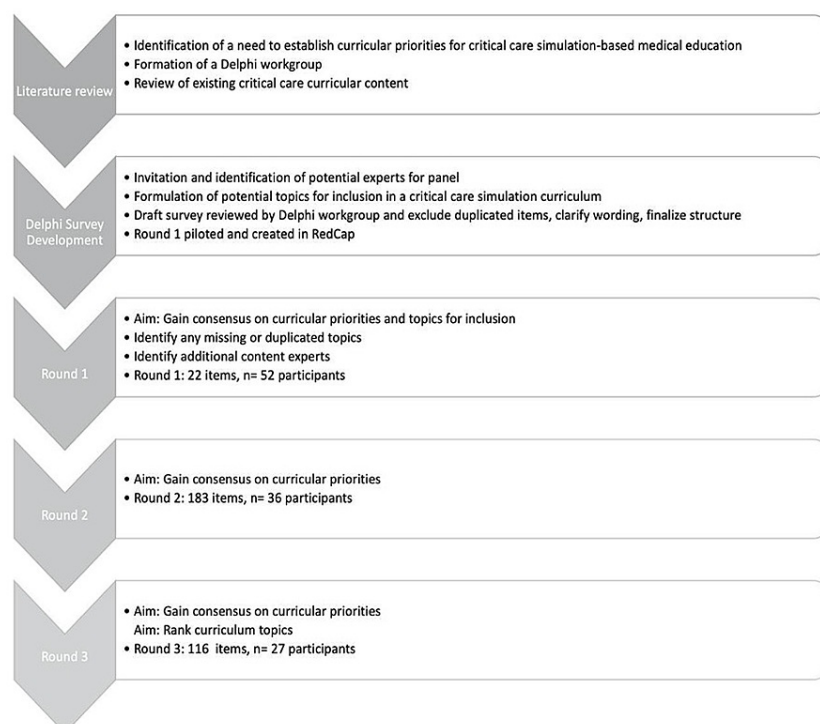 Literature review
• Identification of a need to establish curricular priorities for critical care simulation-based medical education
• Formation of a Delphi workgroup
• Review of existing critical care curricular content
Delphi Survey
Development
• Invitation and identification of potential experts for panel
• Formulation of potential topics for inclusion in a critical care simulation curriculum
• Draft survey reviewed by Delphi workgroup and exclude duplicated items, clarify wording, finalize structure
• Round 1 piloted and created in RedCap
Round 1
• Aim: Gain consensus on curricular priorities and topics for inclusion
• Identify any missing or duplicated topics
• Identify additional content experts
• Round 1: 22 items, n= 52 participants
Round 2
• Aim: Gain consensus on curricular priorities
• Round 2: 183 items, n= 36 participants
Round 3
• Aim: Gain consensus on curricular priorities
Aim: Rank curriculum topics
• Round 3: 116 items, n= 27 participants